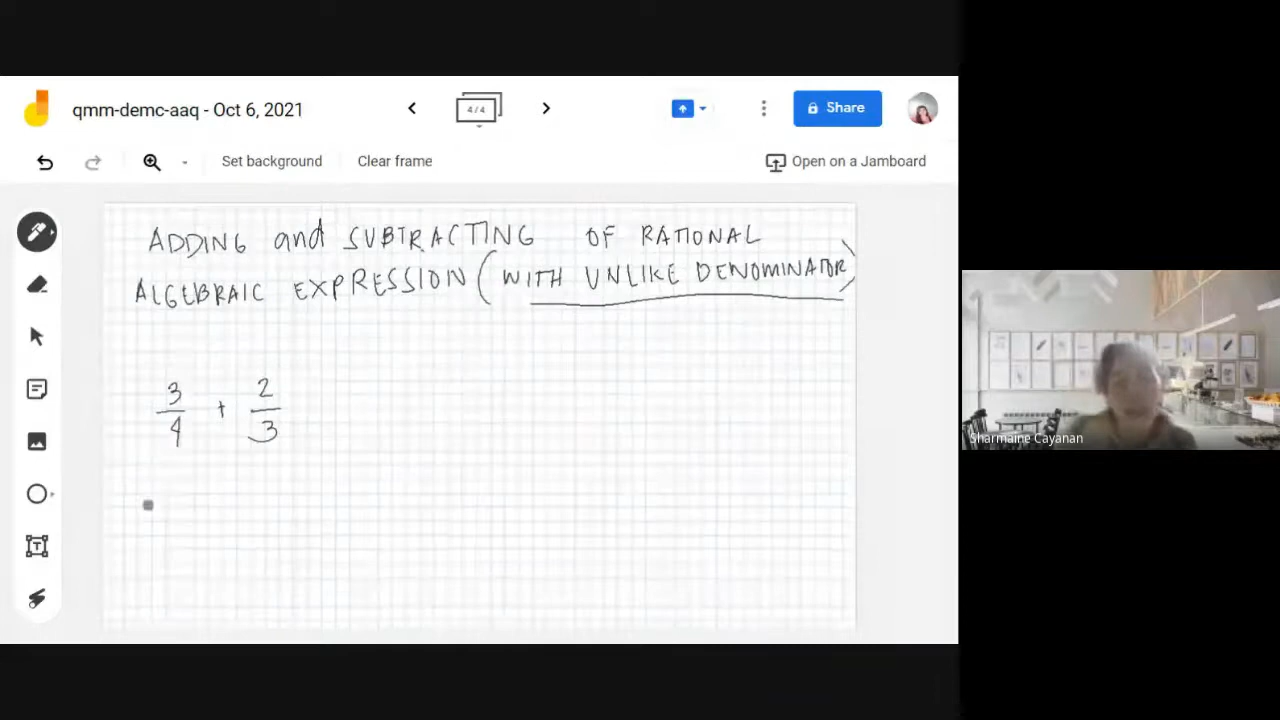 qmm-demc-aaq - Oct 6, 2021
4/4
Share
Set background
Clear frame
Open on a Jamboard
ADDING and SUBTRACTING OF RATIONAL
ALGEBRAIC EXPRESSION (WITH UNLIKE DENOMINATOR)
3/4 + 2/3
Sharmaine Cayanan